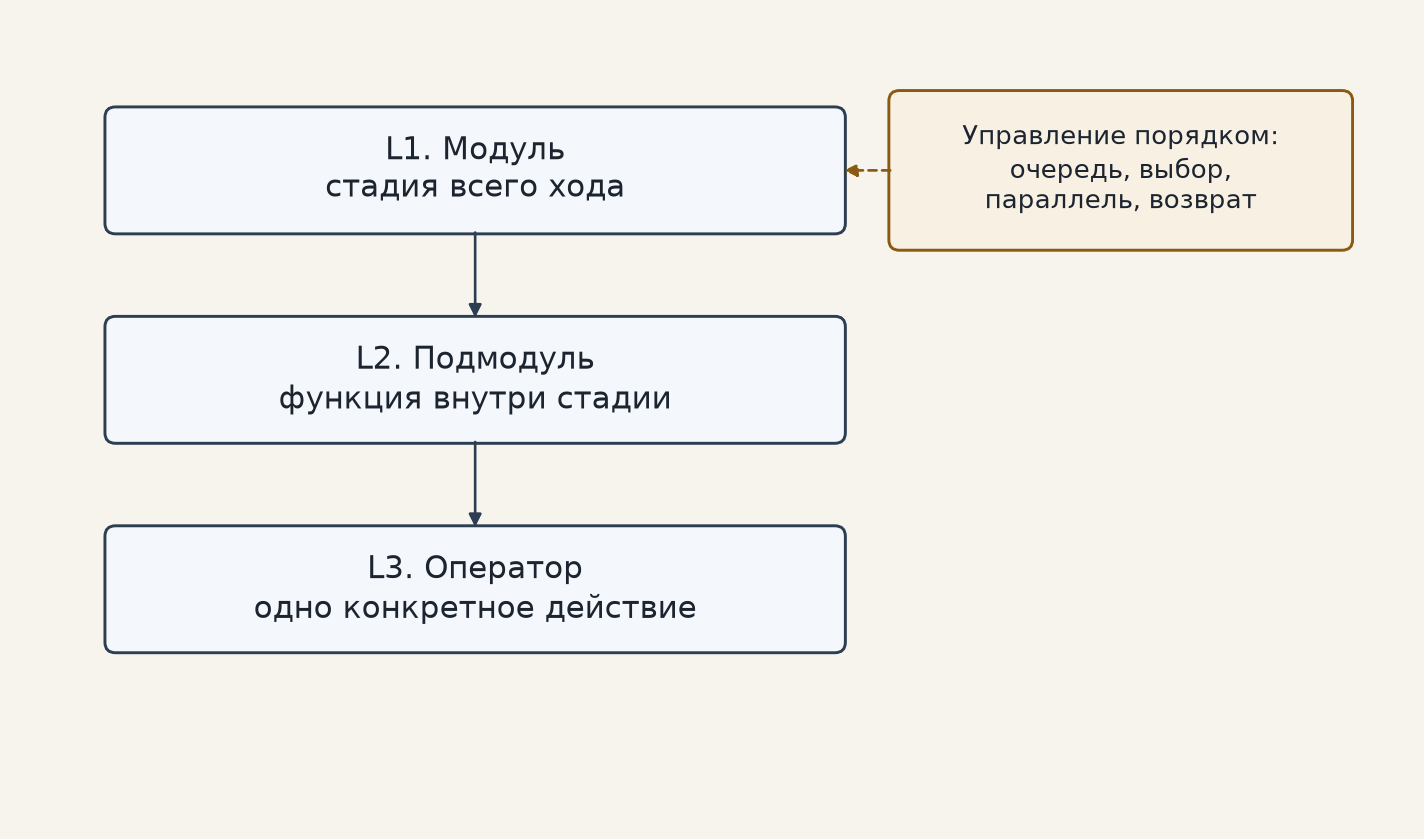 L1. Модуль
стадия всего хода
Управление порядком:
очередь, выбор,
параллель, возврат
L2. Подмодуль
функция внутри стадии
L3. Оператор
одно конкретное действие